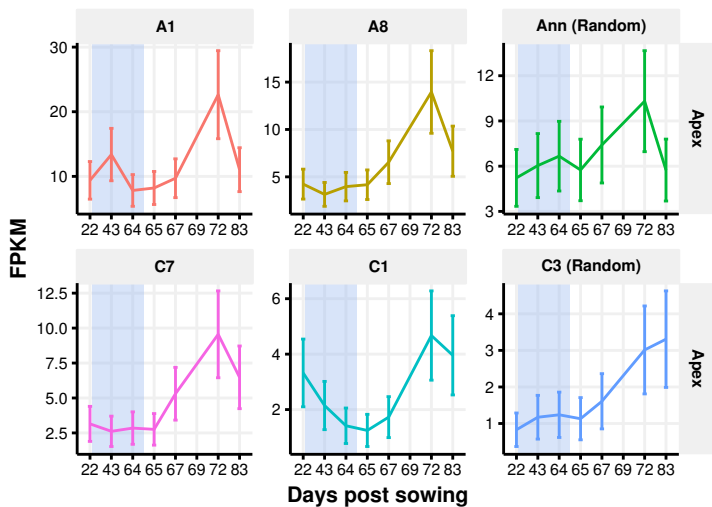 A1 A8 Ann (Random)
30
20
10
15
10
5
12
9
6
3
Apex
22 43 64 65 67 69 72 83
22 43 64 65 67 69 72 83
22 43 64 65 67 69 72 83
FPKM
C7 C1 C3 (Random)
12.5
10.0
7.5
5.0
2.5
6
4
2
4
3
2
1
Apex
22 43 64 65 67 69 72 83
22 43 64 65 67 69 72 83
22 43 64 65 67 69 72 83
Days post sowing